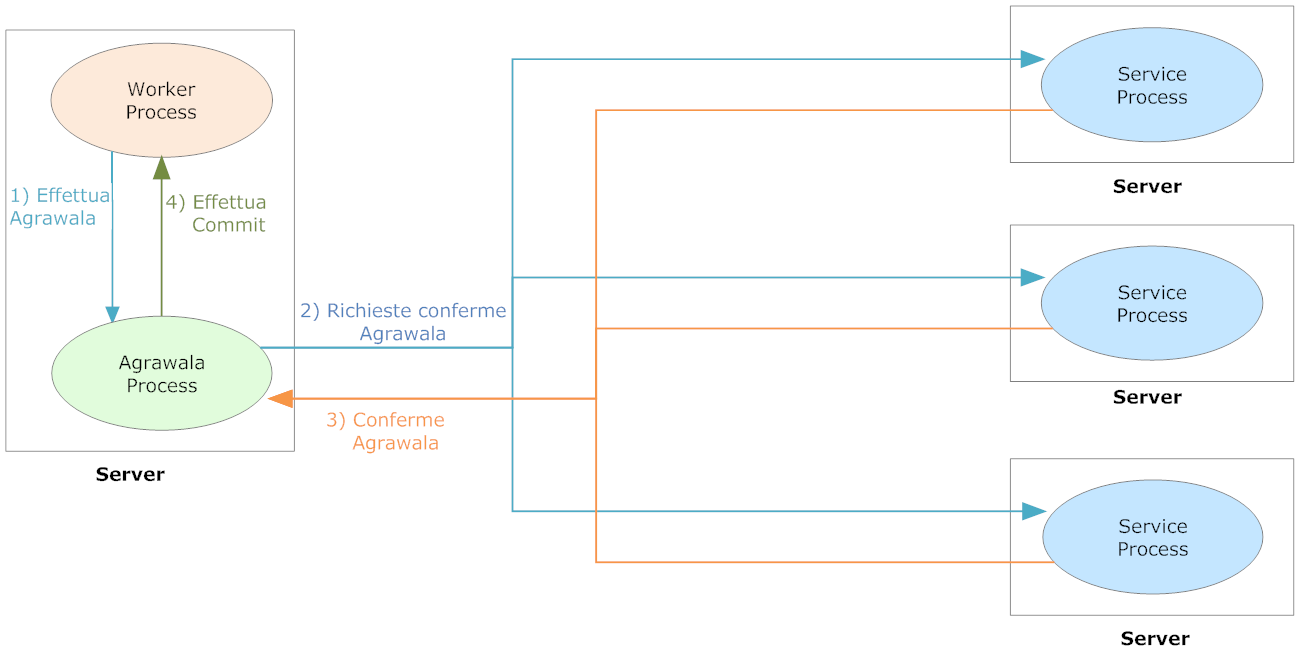 Worker
Process
1) Effettua
Agrawala
4) Effettua
Commit
Agrawala
Process
Server
2) Richieste conferme
Agrawala
3) Conferme
Agrawala
Service
Process
Server
Service
Process
Server
Service
Process
Server